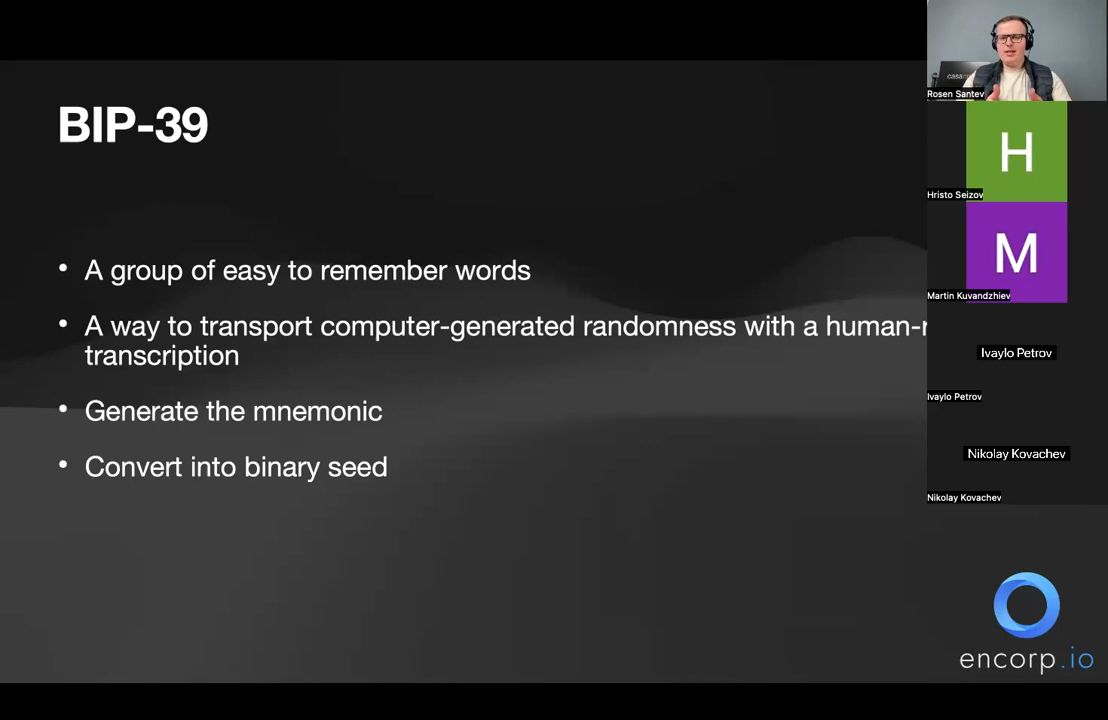 BIP-39
• A group of easy to remember words
• A way to transport computer-generated randomness with a human-r
transcription
• Generate the mnemonic
• Convert into binary seed
Rosen Santev
H
Hristo Seizov
M
Martin Kuvandzhiev
Ivaylo Petrov
Ivaylo Petrov
Nikolay Kovachev
Nikolay Kovachev
encorp.io